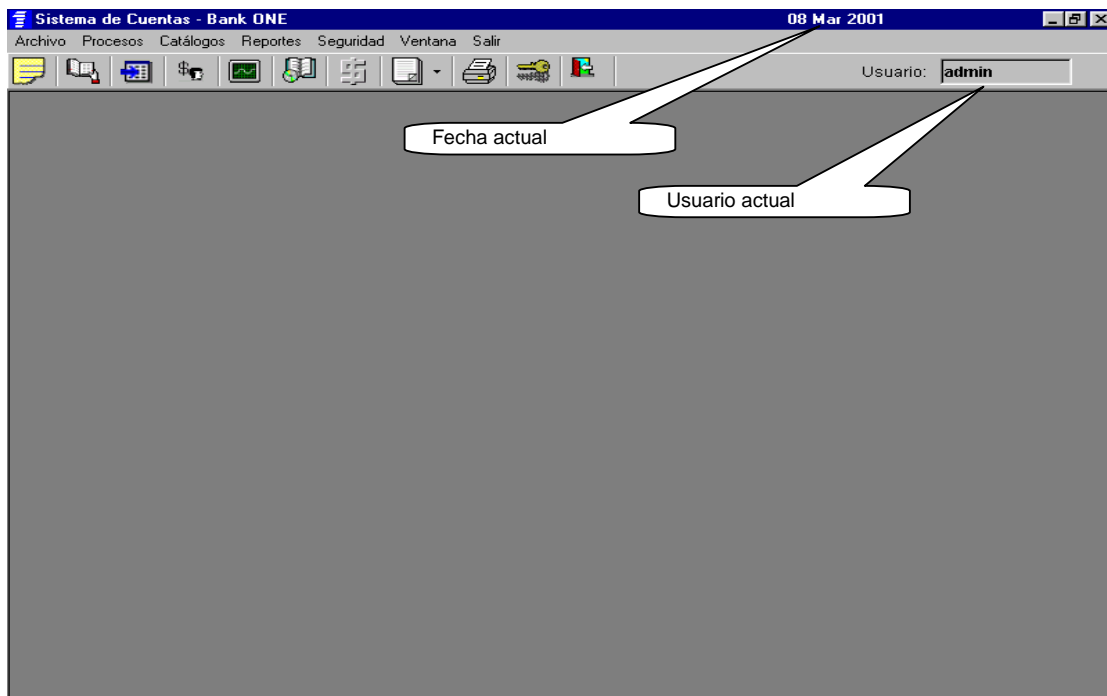 Sistema de Cuentas - Bank ONE 08 Mar 2001
Archivo Procesos Catálogos Reportes Seguridad Ventana Salir
Usuario: admin
Fecha actual
Usuario actual